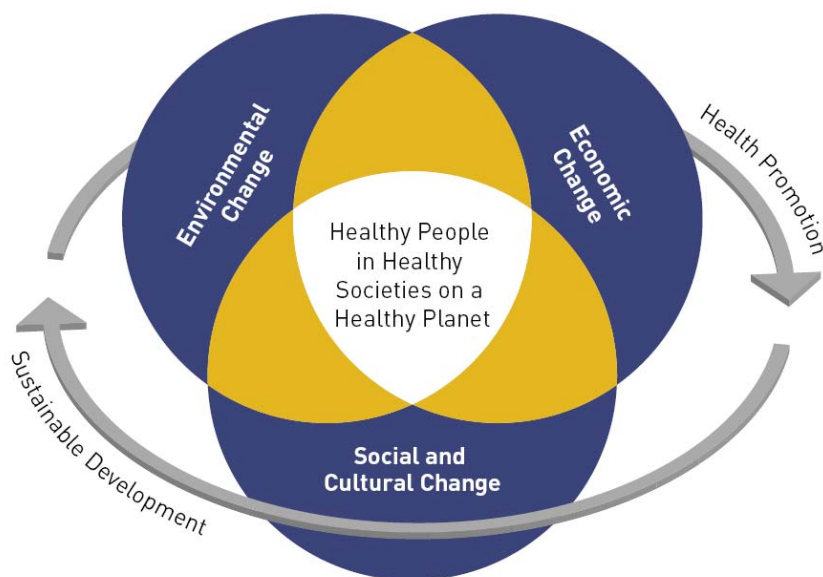 Environmental
Change
Economic
Change
Health Promotion
Healthy People
in Healthy
Societies on a
Healthy Planet
Sustainable Development
Social and
Cultural Change